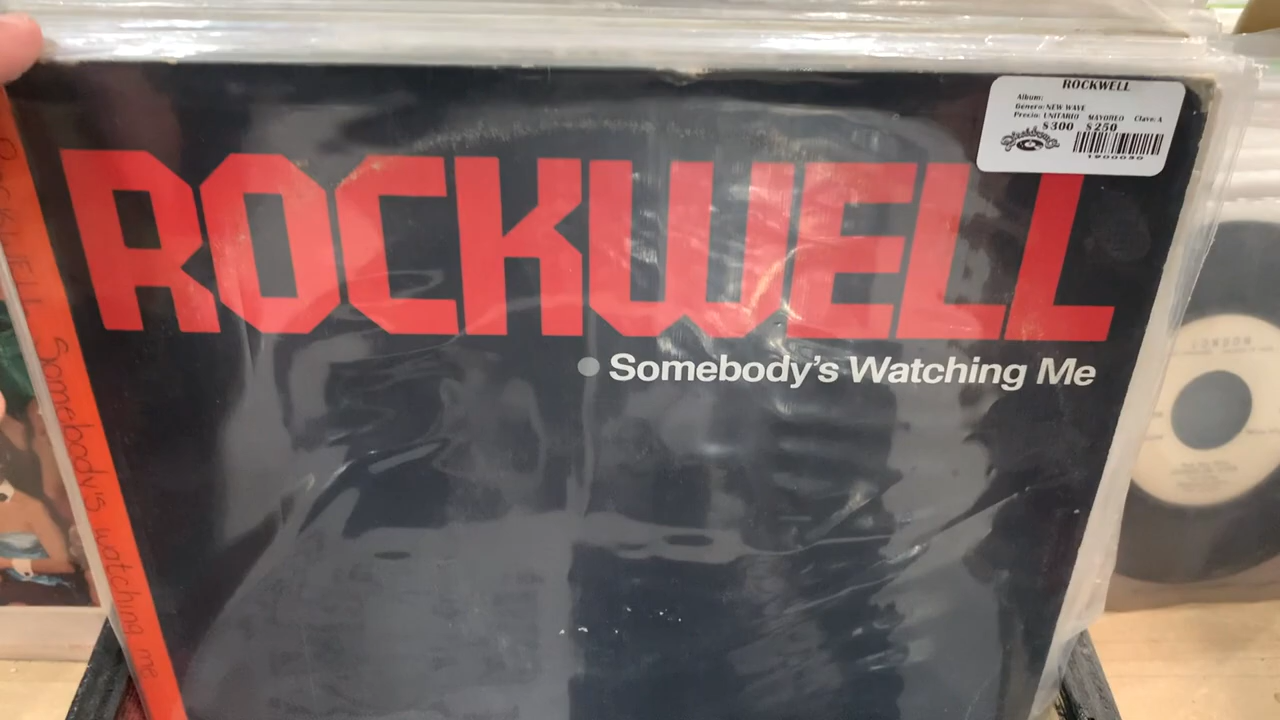 ROCKWELL
Album:
Genero: NEW WAVE
Precio: UNITARIO MAYOREO Clave: A
$300 $250
1900030
ROCKWELL
Somebody's Watching Me
ROCKWELL Somebody's watching me